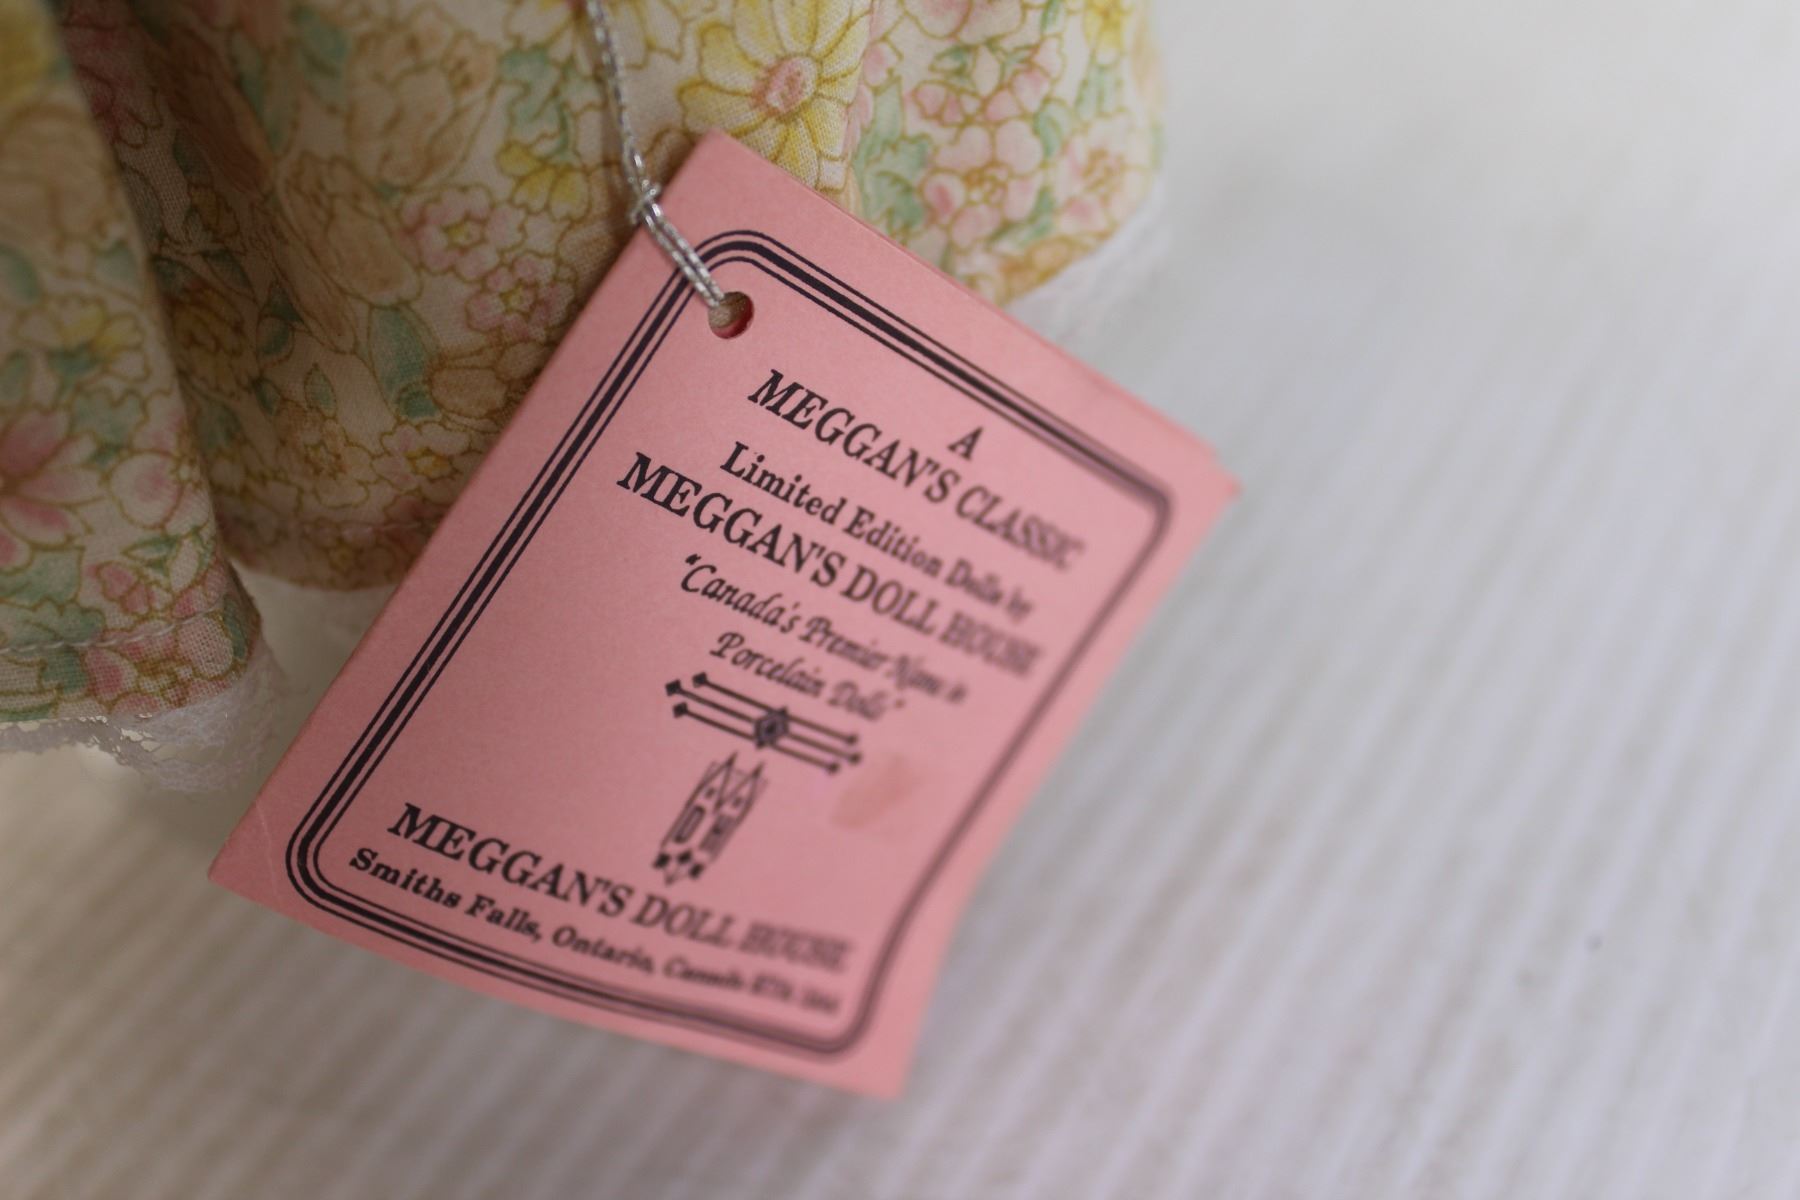 A
MEGGAN'S CLASSIC
Limited Edition Dolls by
MEGGAN'S DOLL HOUSE
"Canada's Premier Name in
Porcelain Dolls"
M D H
MEGGAN'S DOLL HOUSE
Smiths Falls, Ontario, Canada